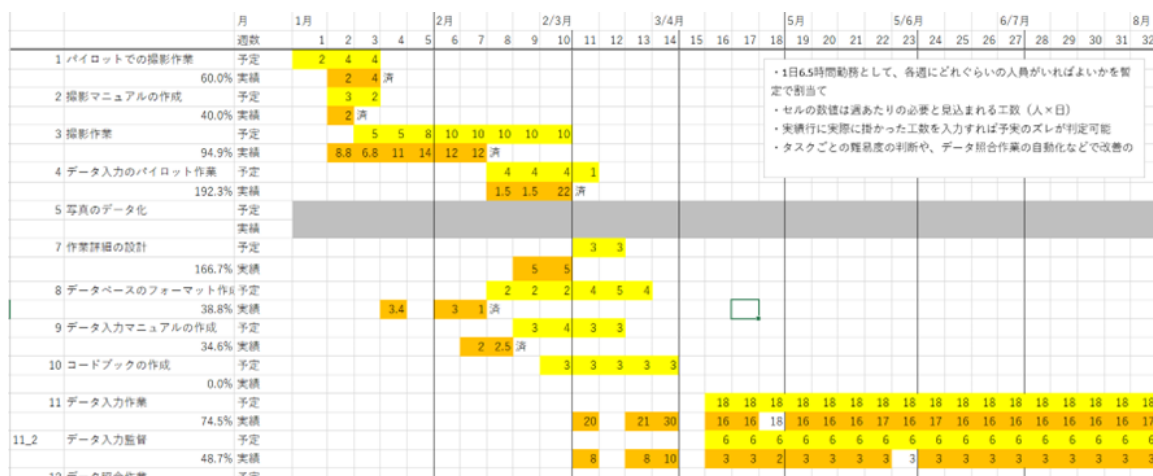 月 1月 2月 2/3月 3/4月 5月 5/6月 6/7月 8月
週数 1 2 3 4 5 6 7 8 9 10 11 12 13 14 15 16 17 18 19 20 21 22 23 24 25 26 27 28 29 30 31 32
1 パイロットでの撮影作業 予定 2 4 4
60.0% 実績 2 4 済
2 撮影マニュアルの作成 予定 3 2
40.0% 実績 2 済
3 撮影作業 予定 5 5 8 10 10 10 10 10
94.9% 実績 8.8 6.8 11 14 12 12 済
4 データ入力のパイロット作業 予定 4 4 4 1
192.3% 実績 1.5 1.5 22 済
5 写真のデータ化 予定
実績
7 作業詳細の設計 予定 3 3
166.7% 実績 5 5
8 データベースのフォーマット作 予定 2 2 2 4 5 4
38.8% 実績 3.4 3 1 済
9 データ入力マニュアルの作成 予定 3 4 3 3
34.6% 実績 2 2.5 済
10 コードブックの作成 予定 3 3 3 3 3
0.0% 実績
11 データ入力作業 予定 18 18 18 18 18 18 18 18 18 18 18 18 18 18 18 18 18
74.5% 実績 20 21 30 16 16 18 16 16 16 17 16 17 16 16 16 16 16 16 16 17
11_2 データ入力監督 予定 6 6 6 6 6 6 6 6 6 6 6 6 6 6 6 6 6
48.7% 実績 8 8 10 3 3 2 3 3 3 3 3 3 3 3 3 3 3 3 3
予定
・1日6.5時間勤務として、各週にどれぐらいの人員がいればよいかを暫
定で割当て
・セルの数値は週あたりの必要と見込まれる工数（人×日）
・実績行に実際に掛かった工数を入力すれば予実のズレが判定可能
・タスクごとの難易度の判断や、データ照合作業の自動化などで改善の